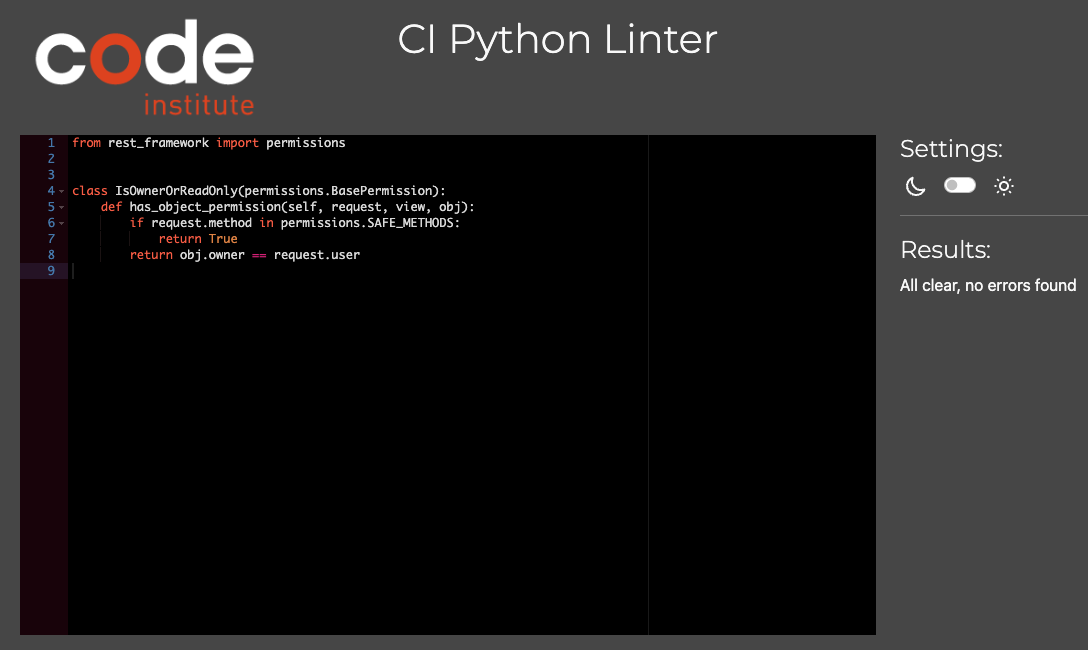 code
institute
CI Python Linter
1 from rest_framework import permissions
2
3
4 class IsOwnerOrReadOnly(permissions.BasePermission):
5     def has_object_permission(self, request, view, obj):
6         if request.method in permissions.SAFE_METHODS:
7             return True
8         return obj.owner == request.user
9
Settings:
Results:
All clear, no errors found